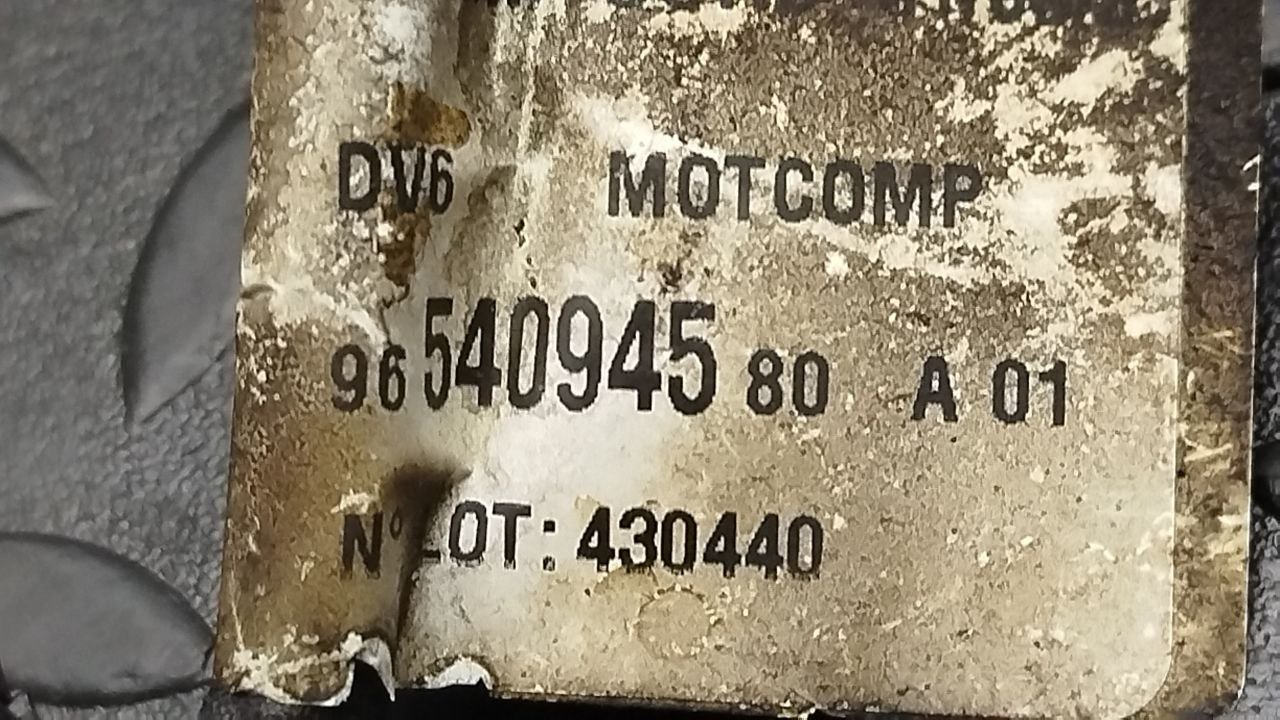 DV6 MOTCOMP
96 540945 80 A 01
N° LOT: 430440